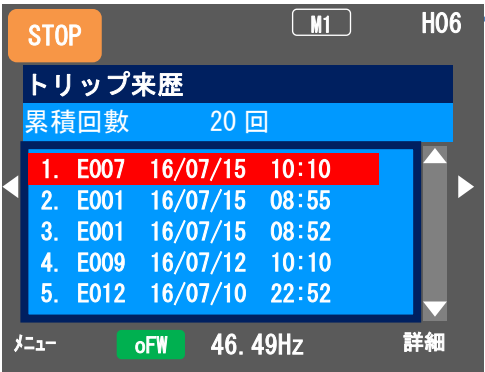 STOP M1 H06
トリップ来歴
累積回数 20 回
1. E007 16/07/15 10:10
2. E001 16/07/15 08:55
3. E001 16/07/15 08:52
4. E009 16/07/12 10:10
5. E012 16/07/10 22:52
ﾒﾆｭｰ oFW 46.49Hz 詳細